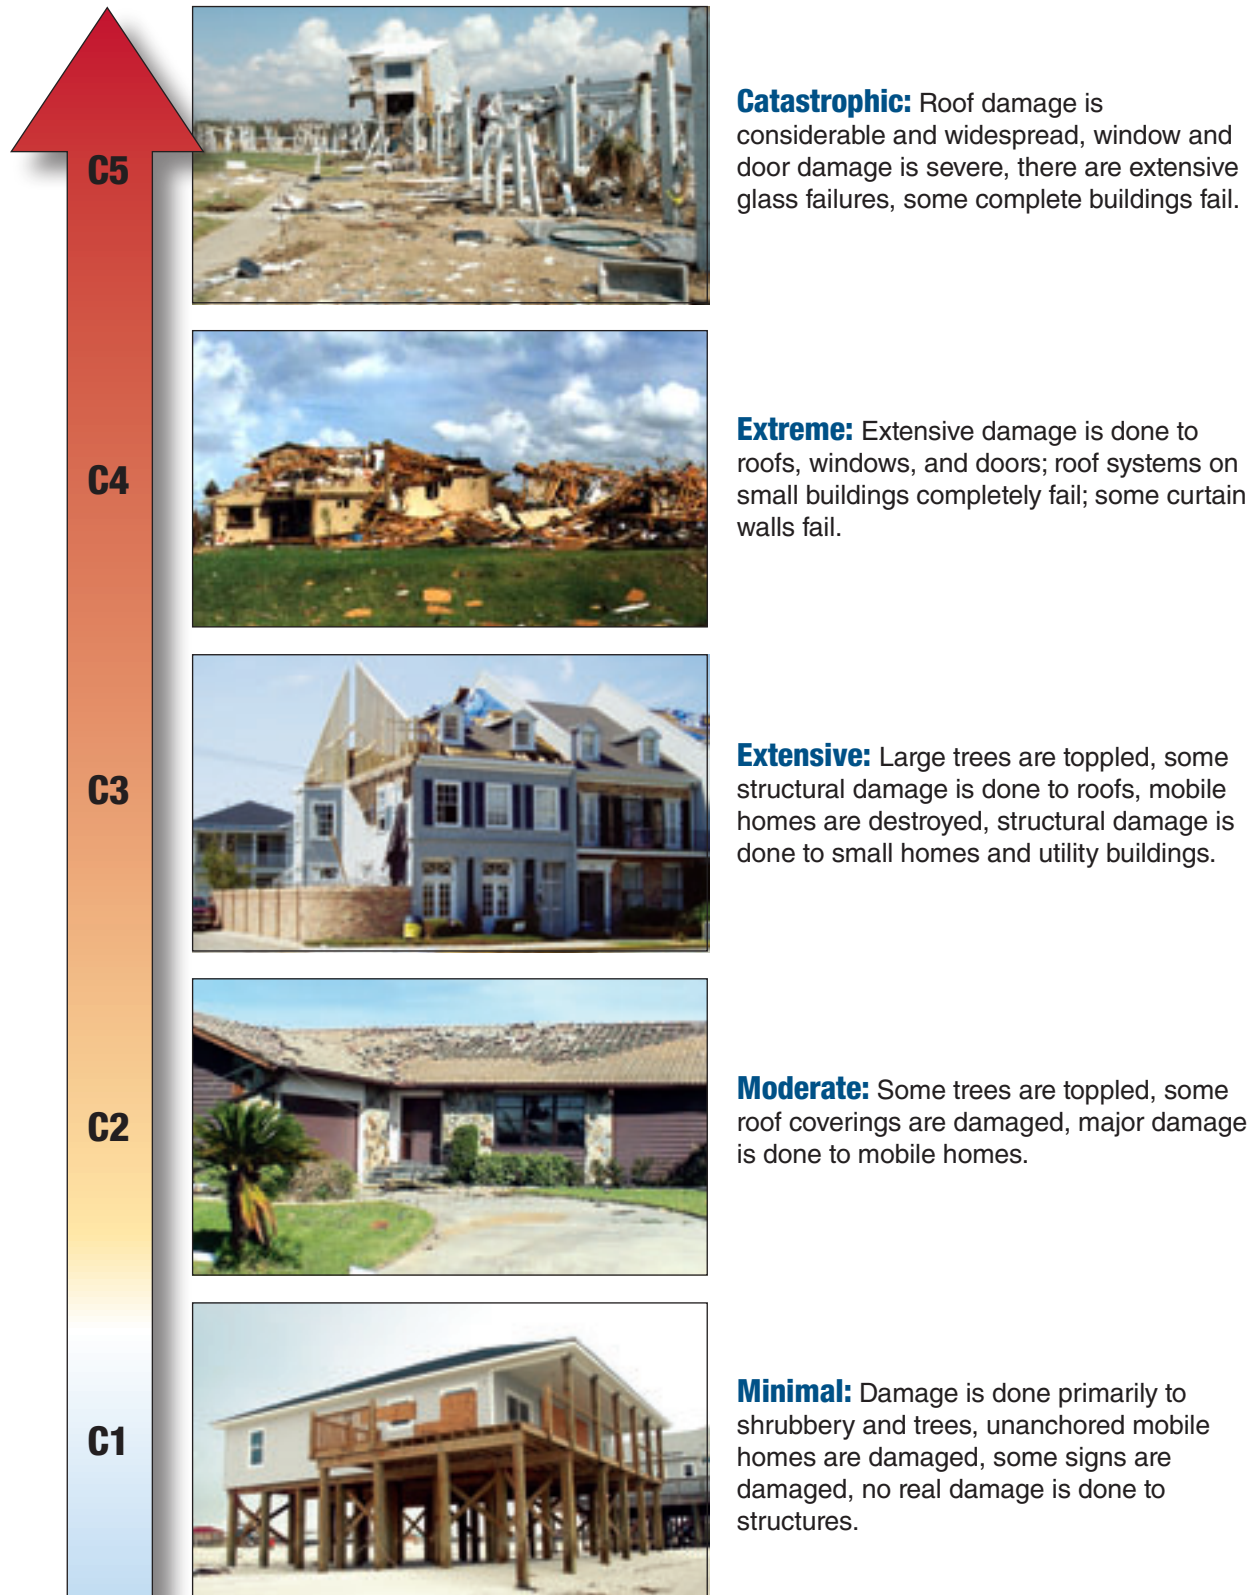 C5
Catastrophic: Roof damage is
considerable and widespread, window and
door damage is severe, there are extensive
glass failures, some complete buildings fail.
C4
Extreme: Extensive damage is done to
roofs, windows, and doors; roof systems on
small buildings completely fail; some curtain
walls fail.
C3
Extensive: Large trees are toppled, some
structural damage is done to roofs, mobile
homes are destroyed, structural damage is
done to small homes and utility buildings.
C2
Moderate: Some trees are toppled, some
roof coverings are damaged, major damage
is done to mobile homes.
C1
Minimal: Damage is done primarily to
shrubbery and trees, unanchored mobile
homes are damaged, some signs are
damaged, no real damage is done to
structures.